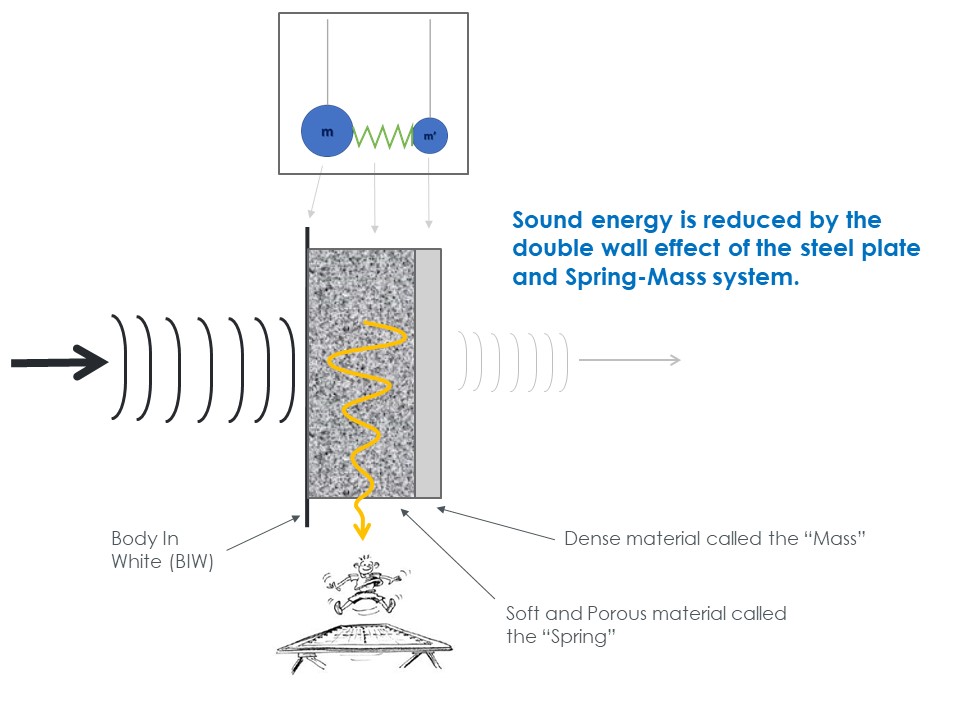 m
m'
Sound energy is reduced by the
double wall effect of the steel plate
and Spring-Mass system.
Body In
White (BIW)
Dense material called the “Mass”
Soft and Porous material called
the “Spring”